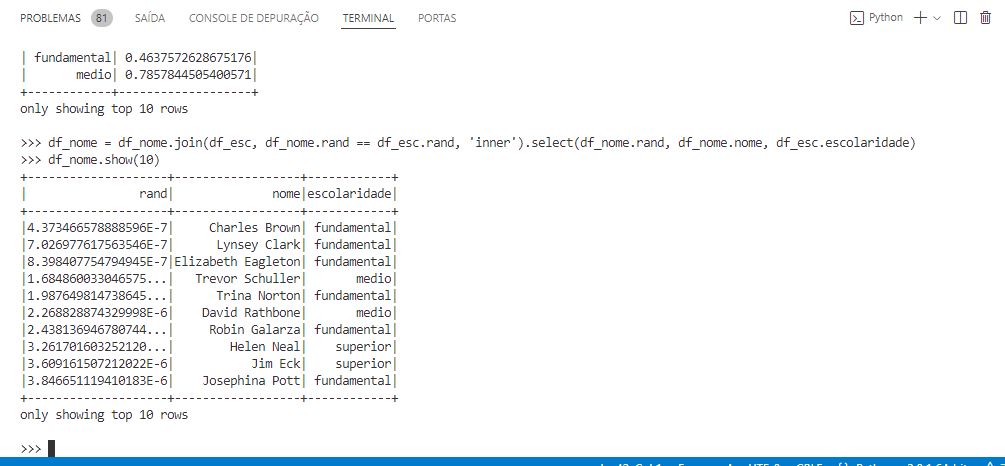 PROBLEMAS 81 SAÍDA CONSOLE DE DEPURAÇÃO TERMINAL PORTAS Python
| fundamental| 0.4637572628675176|
|       medio| 0.7857844505400571|
+------------+-------------------+
only showing top 10 rows
>>> df_nome = df_nome.join(df_esc, df_nome.rand == df_esc.rand, 'inner').select(df_nome.rand, df_nome.nome, df_esc.escolaridade)
>>> df_nome.show(10)
+--------------------+------------------+------------+
|                rand|              nome|escolaridade|
+--------------------+------------------+------------+
|4.373466578888596E-7|     Charles Brown| fundamental|
|7.026977617563546E-7|      Lynsey Clark| fundamental|
|8.398407754794945E-7|Elizabeth Eagleton| fundamental|
|1.684860033046575...|   Trevor Schuller|       medio|
|1.987649814738645...|      Trina Norton| fundamental|
|2.268828874329998E-6|    David Rathbone|       medio|
|2.438136946780744...|     Robin Galarza| fundamental|
|3.261701603252120...|        Helen Neal|    superior|
|3.609161507212022E-6|           Jim Eck|    superior|
|3.846651119410183E-6|    Josephina Pott| fundamental|
+--------------------+------------------+------------+
only showing top 10 rows
>>>